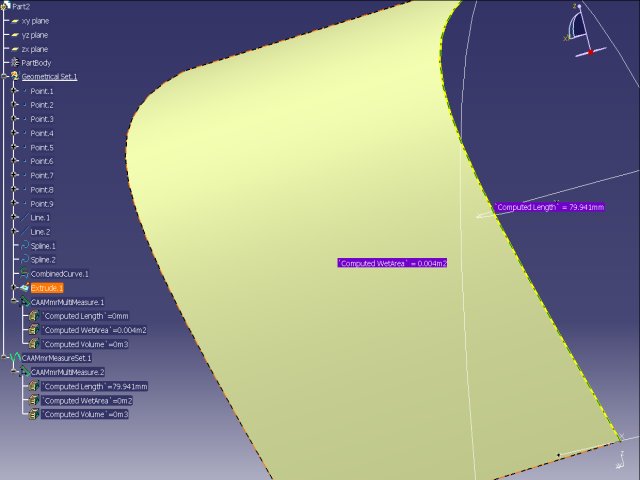 Part2
xy plane
yz plane
zx plane
PartBody
Geometrical Set.1
Point.1
Point.2
Point.3
Point.4
Point.5
Point.6
Point.7
Point.8
Point.9
Line.1
Line.2
Spline.1
Spline.2
CombinedCurve.1
Extrude.1
CAAMmrMultiMeasure.1
`Computed Length`=0mm
`Computed WetArea`=0.004m2
`Computed Volume`=0m3
CAAMmrMeasureSet.1
CAAMmrMultiMeasure.2
`Computed Length`=79.941mm
`Computed WetArea`=0m2
`Computed Volume`=0m3
`Computed Length` = 79.941mm
`Computed WetArea` = 0.004m2
z
x
z